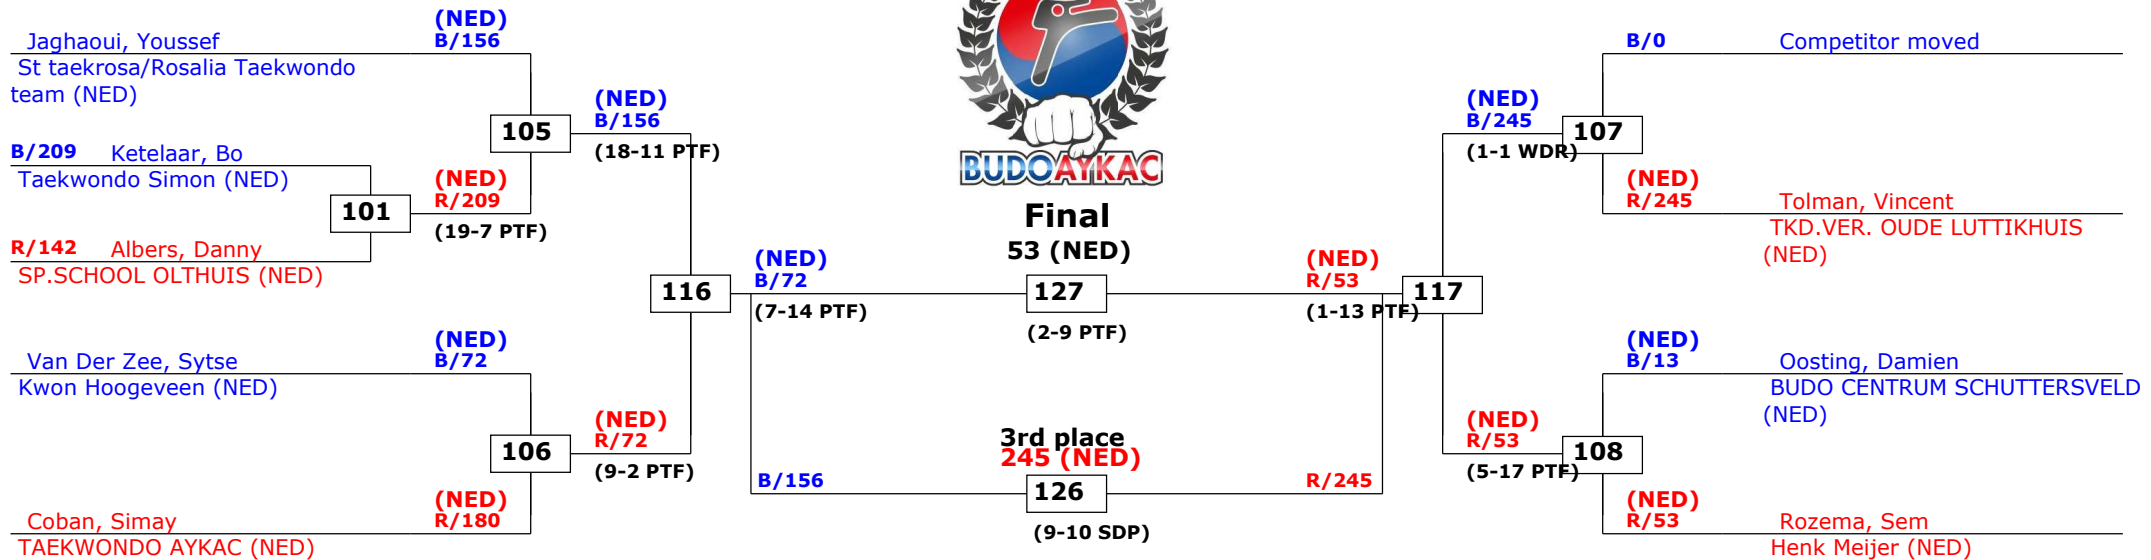 (NED)
Jaghaoui, Youssef B/156
St taekrosa/Rosalia Taekwondo
team (NED)
105
(NED)
B/156
(18-11 PTF)
B/209 Ketelaar, Bo
Taekwondo Simon (NED)
101
(NED)
R/209
(19-7 PTF)
R/142 Albers, Danny
SP.SCHOOL OLTHUIS (NED)
116
(NED)
B/72
(7-14 PTF)
(NED)
Van Der Zee, Sytse B/72
Kwon Hoogeveen (NED)
106
(NED)
R/72
(9-2 PTF)
(NED)
Coban, Simay R/180
TAEKWONDO AYKAC (NED)
BUDOAYKAC
Final
53 (NED)
127
(2-9 PTF)
3rd place
245 (NED)
B/156
126
R/245
(9-10 SDP)
B/0 Competitor moved
(NED)
B/245
107
(1-1 WDR)
(NED)
R/245 Tolman, Vincent
TKD.VER. OUDE LUTTIKHUIS
(NED)
(NED)
R/53
117
(1-13 PTF)
(NED)
B/13 Oosting, Damien
BUDO CENTRUM SCHUTTERSVELD
(NED)
(NED)
R/53
108
(5-17 PTF)
(NED)
R/53 Rozema, Sem
Henk Meijer (NED)